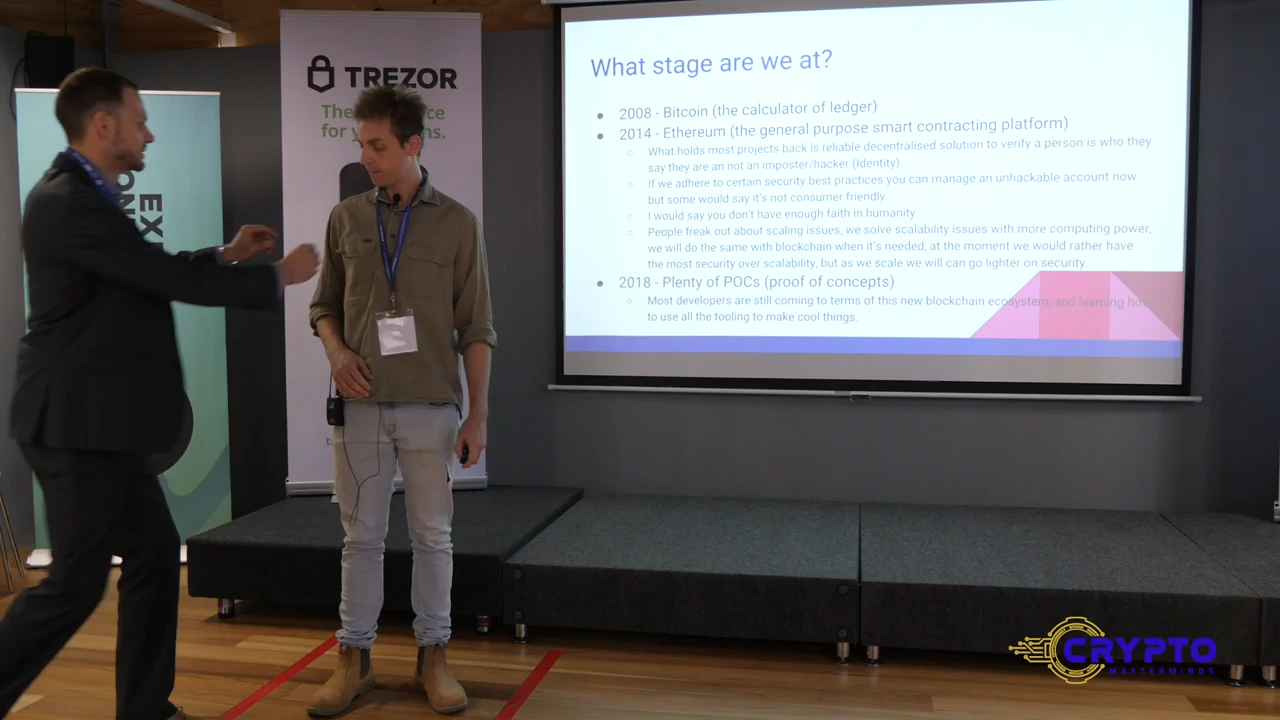 TREZOR
The
ce
for y
ns.
What stage are we at?
2008 - Bitcoin (the calculator of ledger)
2014 - Ethereum (the general purpose smart contracting platform)
What holds most projects back is reliable decentralised solution to verify a person is who they
say they are an not an imposter/hacker (Identity)
If we adhere to certain security best practices you can manage an unhackable account now
but some would say it's not consumer friendly.
I would say you don't have enough faith in humanity.
People freak out about scaling issues, we solve scalability issues with more computing power,
we will do the same with blockchain when it's needed, at the moment we would rather have
the most security over scalability, but as we scale we will can go lighter on security.
2018 - Plenty of POCs (proof of concepts)
Most developers are still coming to terms of this new blockchain ecosystem, and learning how
to use all the tooling to make cool things.
CRYPTO
MASTERMINDS